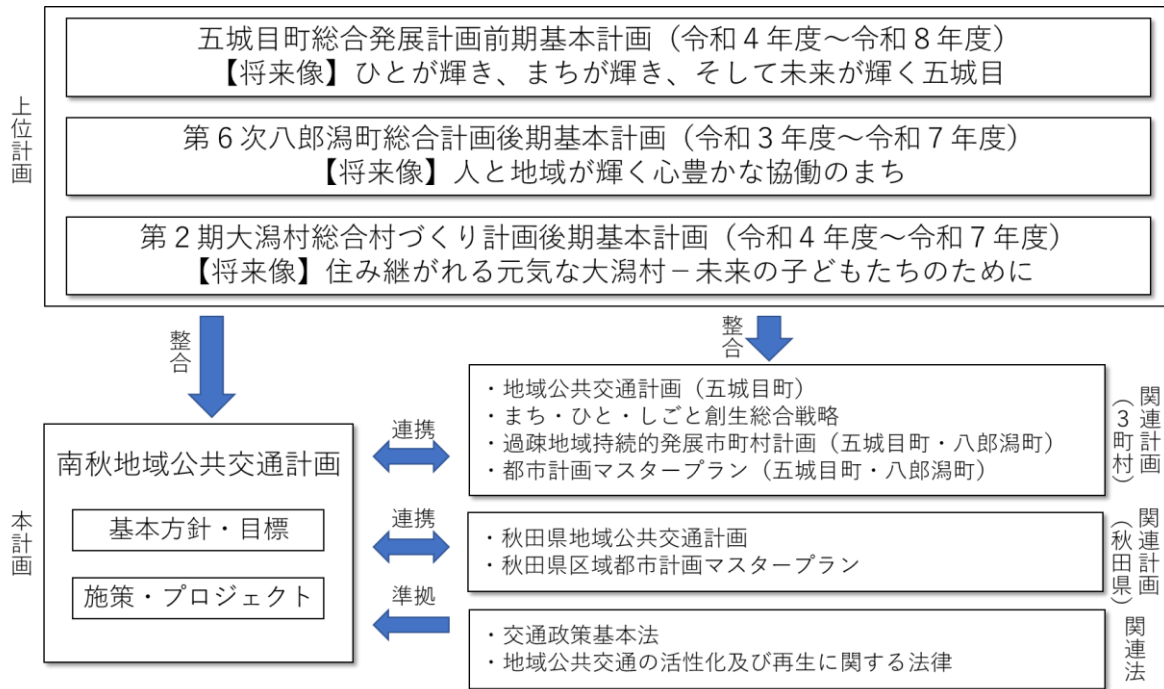 上位計画
五城目町総合発展計画前期基本計画（令和４年度～令和８年度）
【将来像】ひとが輝き、まちが輝き、そして未来が輝く五城目
第６次八郎潟町総合計画後期基本計画（令和３年度～令和７年度）
【将来像】人と地域が輝く心豊かな協働のまち
第２期大潟村総合村づくり計画後期基本計画（令和４年度～令和７年度）
【将来像】住み継がれる元気な大潟村－未来の子どもたちのために
整合
整合
本計画
南秋地域公共交通計画
基本方針・目標
施策・プロジェクト
連携
・地域公共交通計画（五城目町）
・まち・ひと・しごと創生総合戦略
・過疎地域持続的発展市町村計画（五城目町・八郎潟町）
・都市計画マスタープラン（五城目町・八郎潟町）
関連計画
（３町村）
連携
・秋田県地域公共交通計画
・秋田県区域都市計画マスタープラン
関連計画
（秋田県）
準拠
・交通政策基本法
・地域公共交通の活性化及び再生に関する法律
関連法